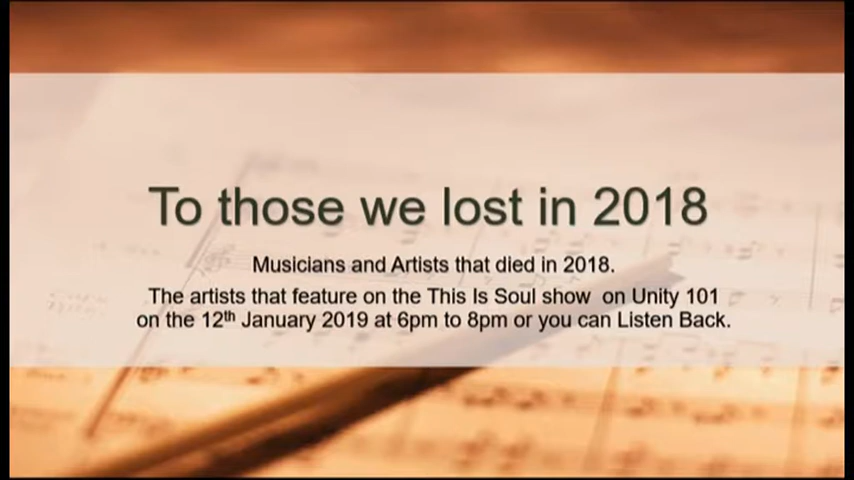 To those we lost in 2018
Musicians and Artists that died in 2018.
The artists that feature on the This Is Soul show  on Unity 101
on the 12th January 2019 at 6pm to 8pm or you can Listen Back.